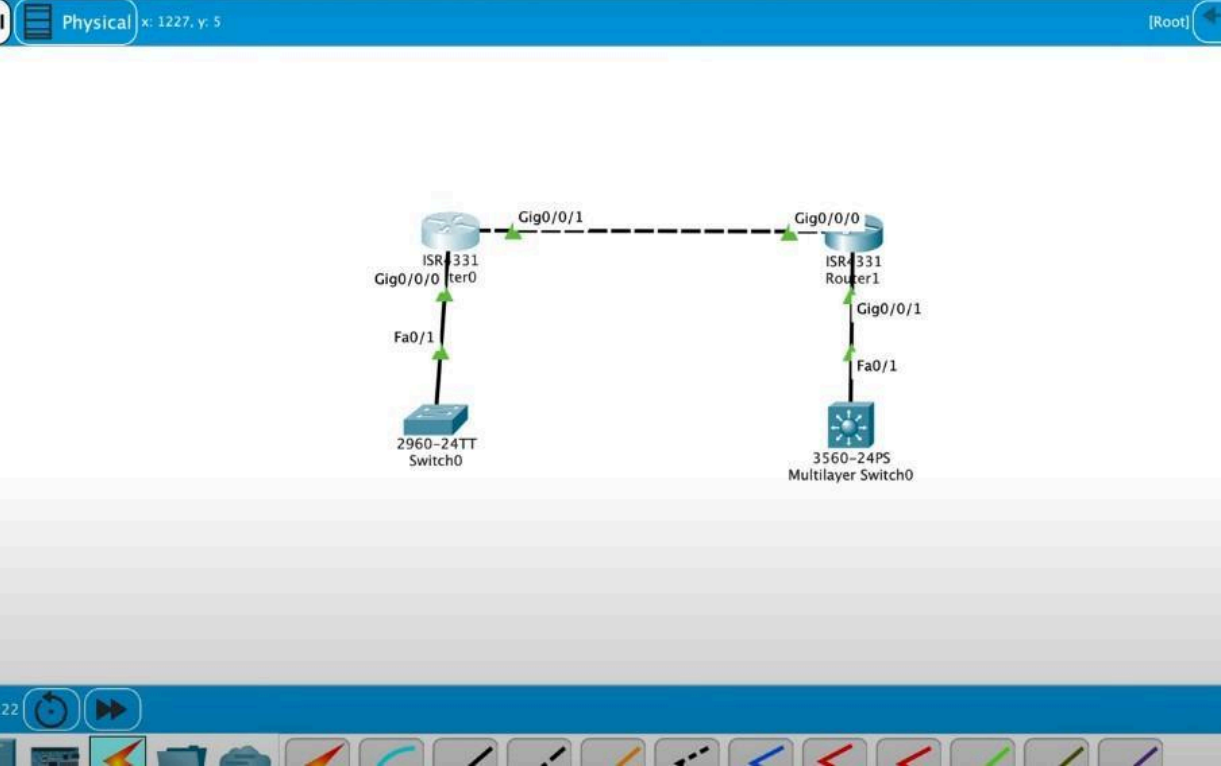 Physical x: 1227, y: 5 [Root]
Gig0/0/1 Gig0/0/0
ISR4331 ISR4331
Gig0/0/0 ter0 Router1
Gig0/0/1
Fa0/1
Fa0/1
2960-24TT
Switch0
3560-24PS
Multilayer Switch0
22